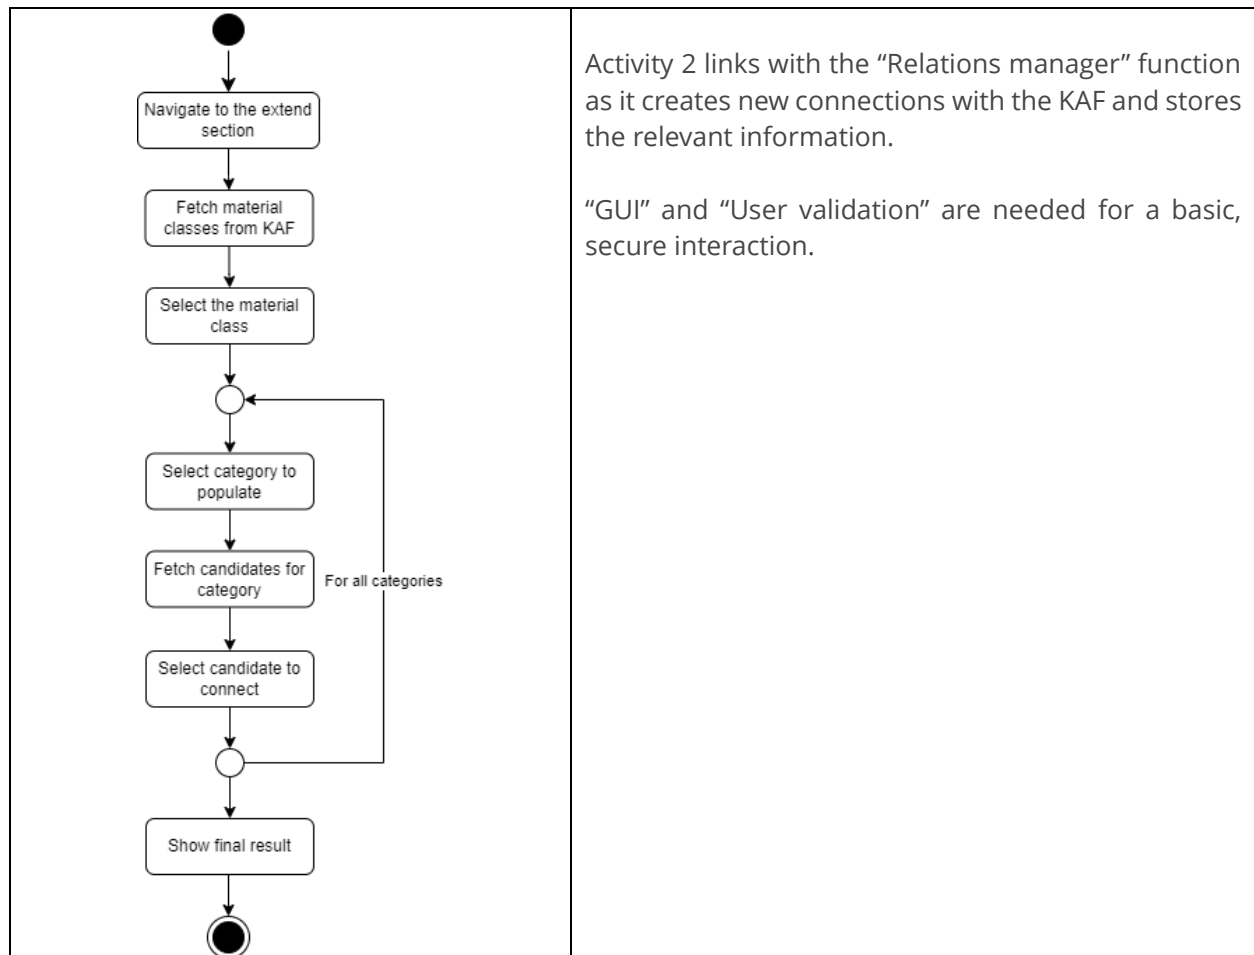 Navigate to the extend
section
Fetch material
classes from KAF
Select the material
class
Select category to
populate
Fetch candidates for
category
For all categories
Select candidate to
connect
Show final result
Activity 2 links with the “Relations manager” function
as it creates new connections with the KAF and stores
the relevant information.
“GUI” and “User validation” are needed for a basic,
secure interaction.